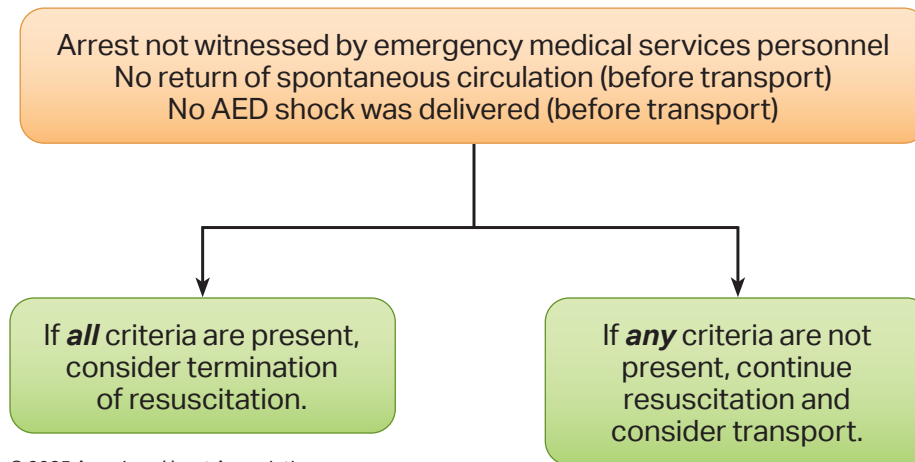 Arrest not witnessed by emergency medical services personnel
No return of spontaneous circulation (before transport)
No AED shock was delivered (before transport)
If all criteria are present,
consider termination
of resuscitation.
If any criteria are not
present, continue
resuscitation and
consider transport.